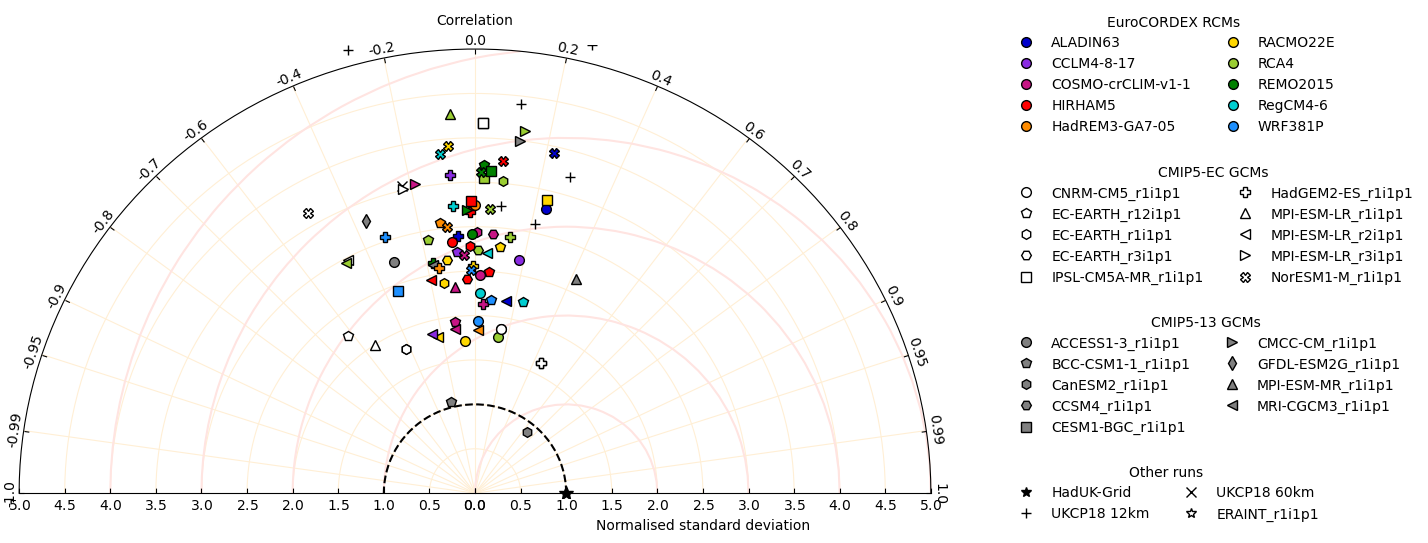 Correlation
0.0
-0.2
0.2
-0.4
0.4
-0.6
0.6
-0.7
0.7
-0.8
0.8
-0.9
0.9
-0.95
0.95
-0.99
0.99
-1.0
1.0
5.0 4.5 4.0 3.5 3.0 2.5 2.0 1.5 1.0 0.5 0.0 0.5 1.0 1.5 2.0 2.5 3.0 3.5 4.0 4.5 5.0
Normalised standard deviation
EuroCORDEX RCMs
ALADIN63 RACMO22E
CCLM4-8-17 RCA4
COSMO-crCLIM-v1-1 REMO2015
HIRHAM5 RegCM4-6
HadREM3-GA7-05 WRF381P
CMIP5-EC GCMs
CNRM-CM5_r1i1p1 HadGEM2-ES_r1i1p1
EC-EARTH_r12i1p1 MPI-ESM-LR_r1i1p1
EC-EARTH_r1i1p1 MPI-ESM-LR_r2i1p1
EC-EARTH_r3i1p1 MPI-ESM-LR_r3i1p1
IPSL-CM5A-MR_r1i1p1 NorESM1-M_r1i1p1
CMIP5-13 GCMs
ACCESS1-3_r1i1p1 CMCC-CM_r1i1p1
BCC-CSM1-1_r1i1p1 GFDL-ESM2G_r1i1p1
CanESM2_r1i1p1 MPI-ESM-MR_r1i1p1
CCSM4_r1i1p1 MRI-CGCM3_r1i1p1
CESM1-BGC_r1i1p1
Other runs
HadUK-Grid UKCP18 60km
UKCP18 12km ERAINT_r1i1p1